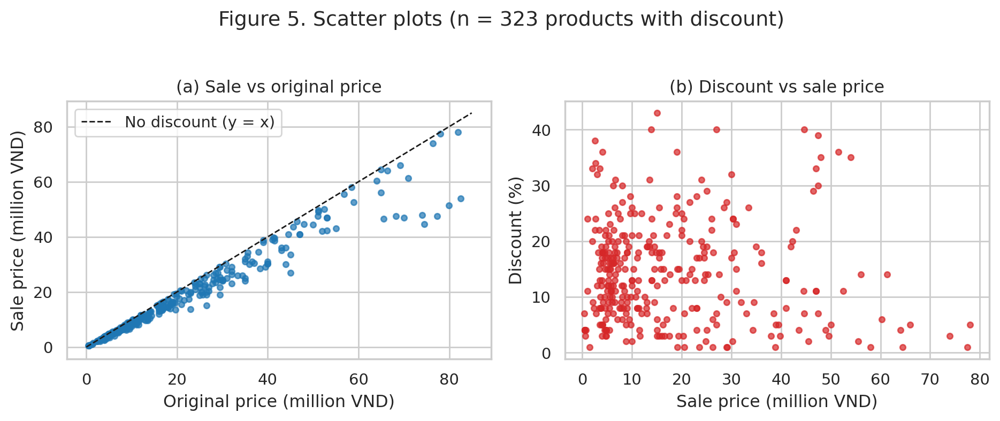 Figure 5. Scatter plots (n = 323 products with discount)
(a) Sale vs original price
No discount (y = x)
Sale price (million VND)
80
60
40
20
0
0 20 40 60 80
Original price (million VND)
(b) Discount vs sale price
Discount (%)
40
30
20
10
0
0 10 20 30 40 50 60 70 80
Sale price (million VND)